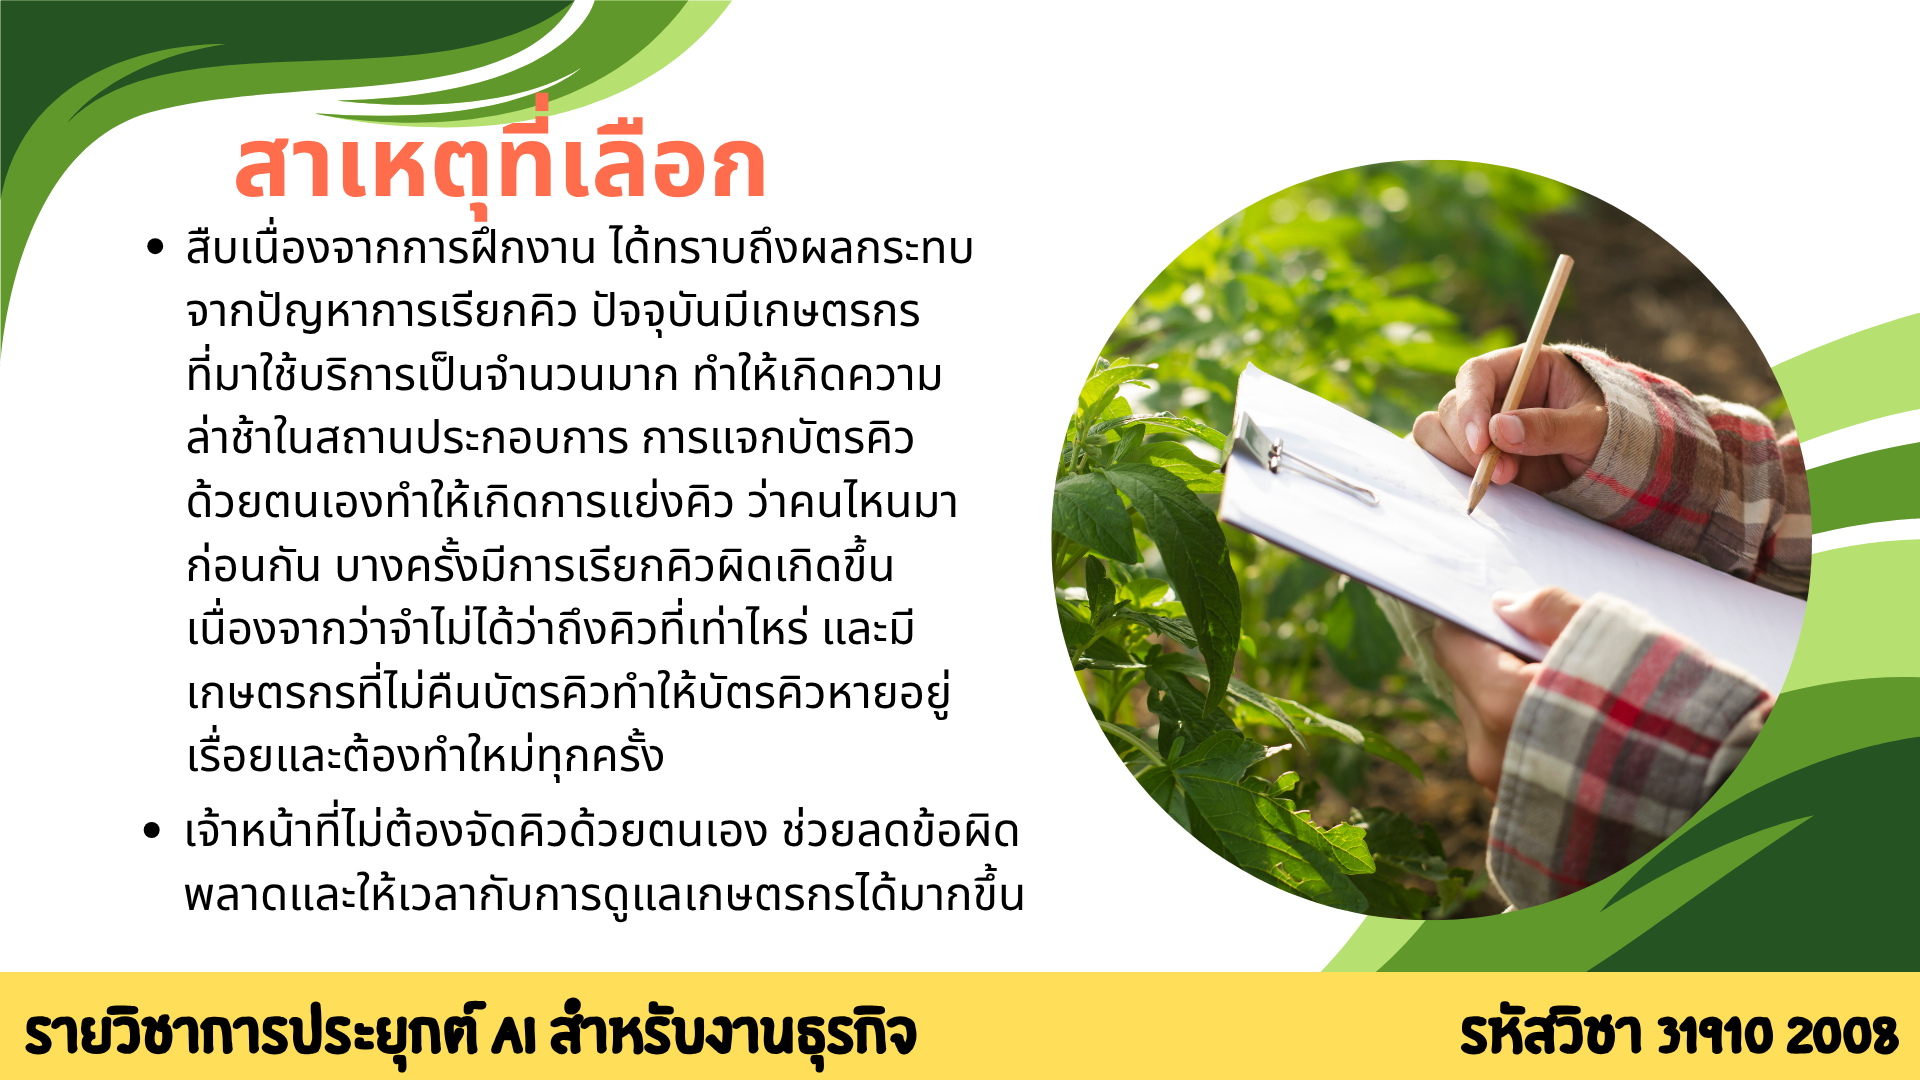 สาเหตุที่เลือก
• สืบเนื่องจากการฝึกงาน ได้ทราบถึงผลกระทบ
จากปัญหาการเรียกคิว ปัจจุบันมีเกษตรกร
ที่มาใช้บริการเป็นจำนวนมาก ทำให้เกิดความ
ล่าช้าในสถานประกอบการ การแจกบัตรคิว
ด้วยตนเองทำให้เกิดการแย่งคิว ว่าคนไหนมา
ก่อนกัน บางครั้งมีการเรียกคิวผิดเกิดขึ้น
เนื่องจากว่าจำไม่ได้ว่าถึงคิวที่เท่าไหร่ และมี
เกษตรกรที่ไม่คืนบัตรคิวทำให้บัตรคิวหายอยู่
เรื่อยและต้องทำใหม่ทุกครั้ง
• เจ้าหน้าที่ไม่ต้องจัดคิวด้วยตนเอง ช่วยลดข้อผิด
พลาดและให้เวลากับการดูแลเกษตรกรได้มากขึ้น
รายวิชาการประยุกต์ AI สำหรับงานธุรกิจ
รหัสวิชา 31910 2008